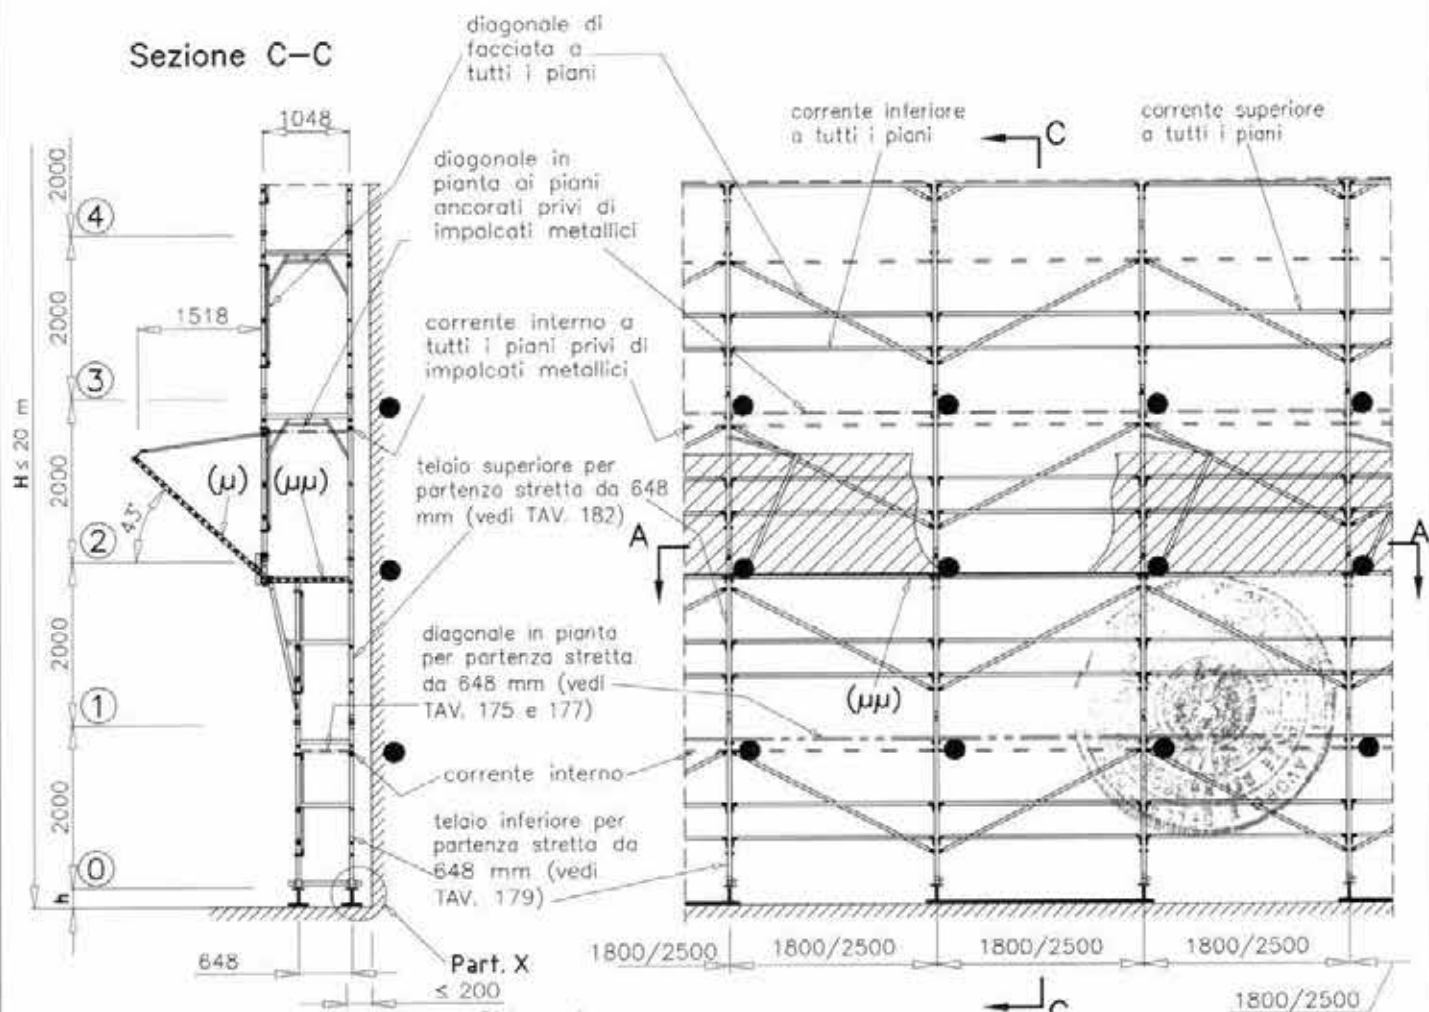 Sezione C–C
diagonale di
facciata a
tutti i piani
1048
corrente inferiore
a tutti i piani
C
corrente superiore
a tutti i piani
diagonale in
pianta ai piani
ancorati privi di
impalcati metallici
2000
4
1518
2000
corrente interno a
tutti i piani privi di
impalcati metallici
3
H ≤ 20 m
2000
43°
(μ)
(μμ)
telaio superiore per
partenza stretta da 648
mm (vedi TAV. 182)
A
A
2
2000
diagonale in pianta
per partenza stretta
da 648 mm (vedi
TAV. 175 e 177)
(μμ)
1
corrente interno
2000
telaio inferiore per
partenza stretta da
648 mm (vedi
TAV. 179)
0
h
648
Part. X
≤ 200
1800/2500
1800/2500
1800/2500
1800/2500
1800/2500
C